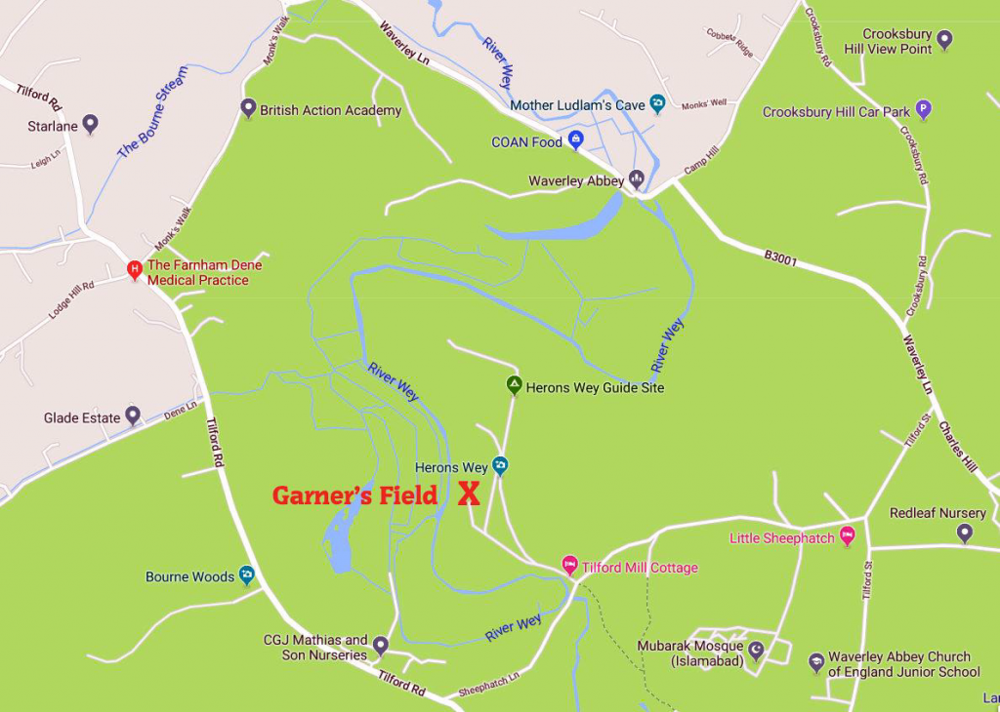 Monk's Walk
Waverley Ln
River Wey
Cobbets Ridge
Crooksbury Rd
Crooksbury
Hill View Point
Tilford Rd
The Bourne Stream
Mother Ludlam's Cave
Monks' Well
Starlane
British Action Academy
Crooksbury Hill Car Park
Leigh Ln
COAN Food
Crooksbury Rd
Camp Hill
Waverley Abbey
Monk's Walk
B3001
The Farnham Dene
Medical Practice
Lodge Hill Rd
Crooksbury Rd
River Wey
Waverley Ln
River Wey
Herons Wey Guide Site
Glade Estate
Dene Ln
Tilford Rd
Tilford St
Charles Hill
Herons Wey
Garner's Field X
Redleaf Nursery
Little Sheephatch
Tilford Mill Cottage
Tilford St
Bourne Woods
River Wey
CGJ Mathias and
Son Nurseries
Mubarak Mosque
(Islamabad)
Waverley Abbey Church
of England Junior School
Tilford Rd
Sheephatch Ln
Lar